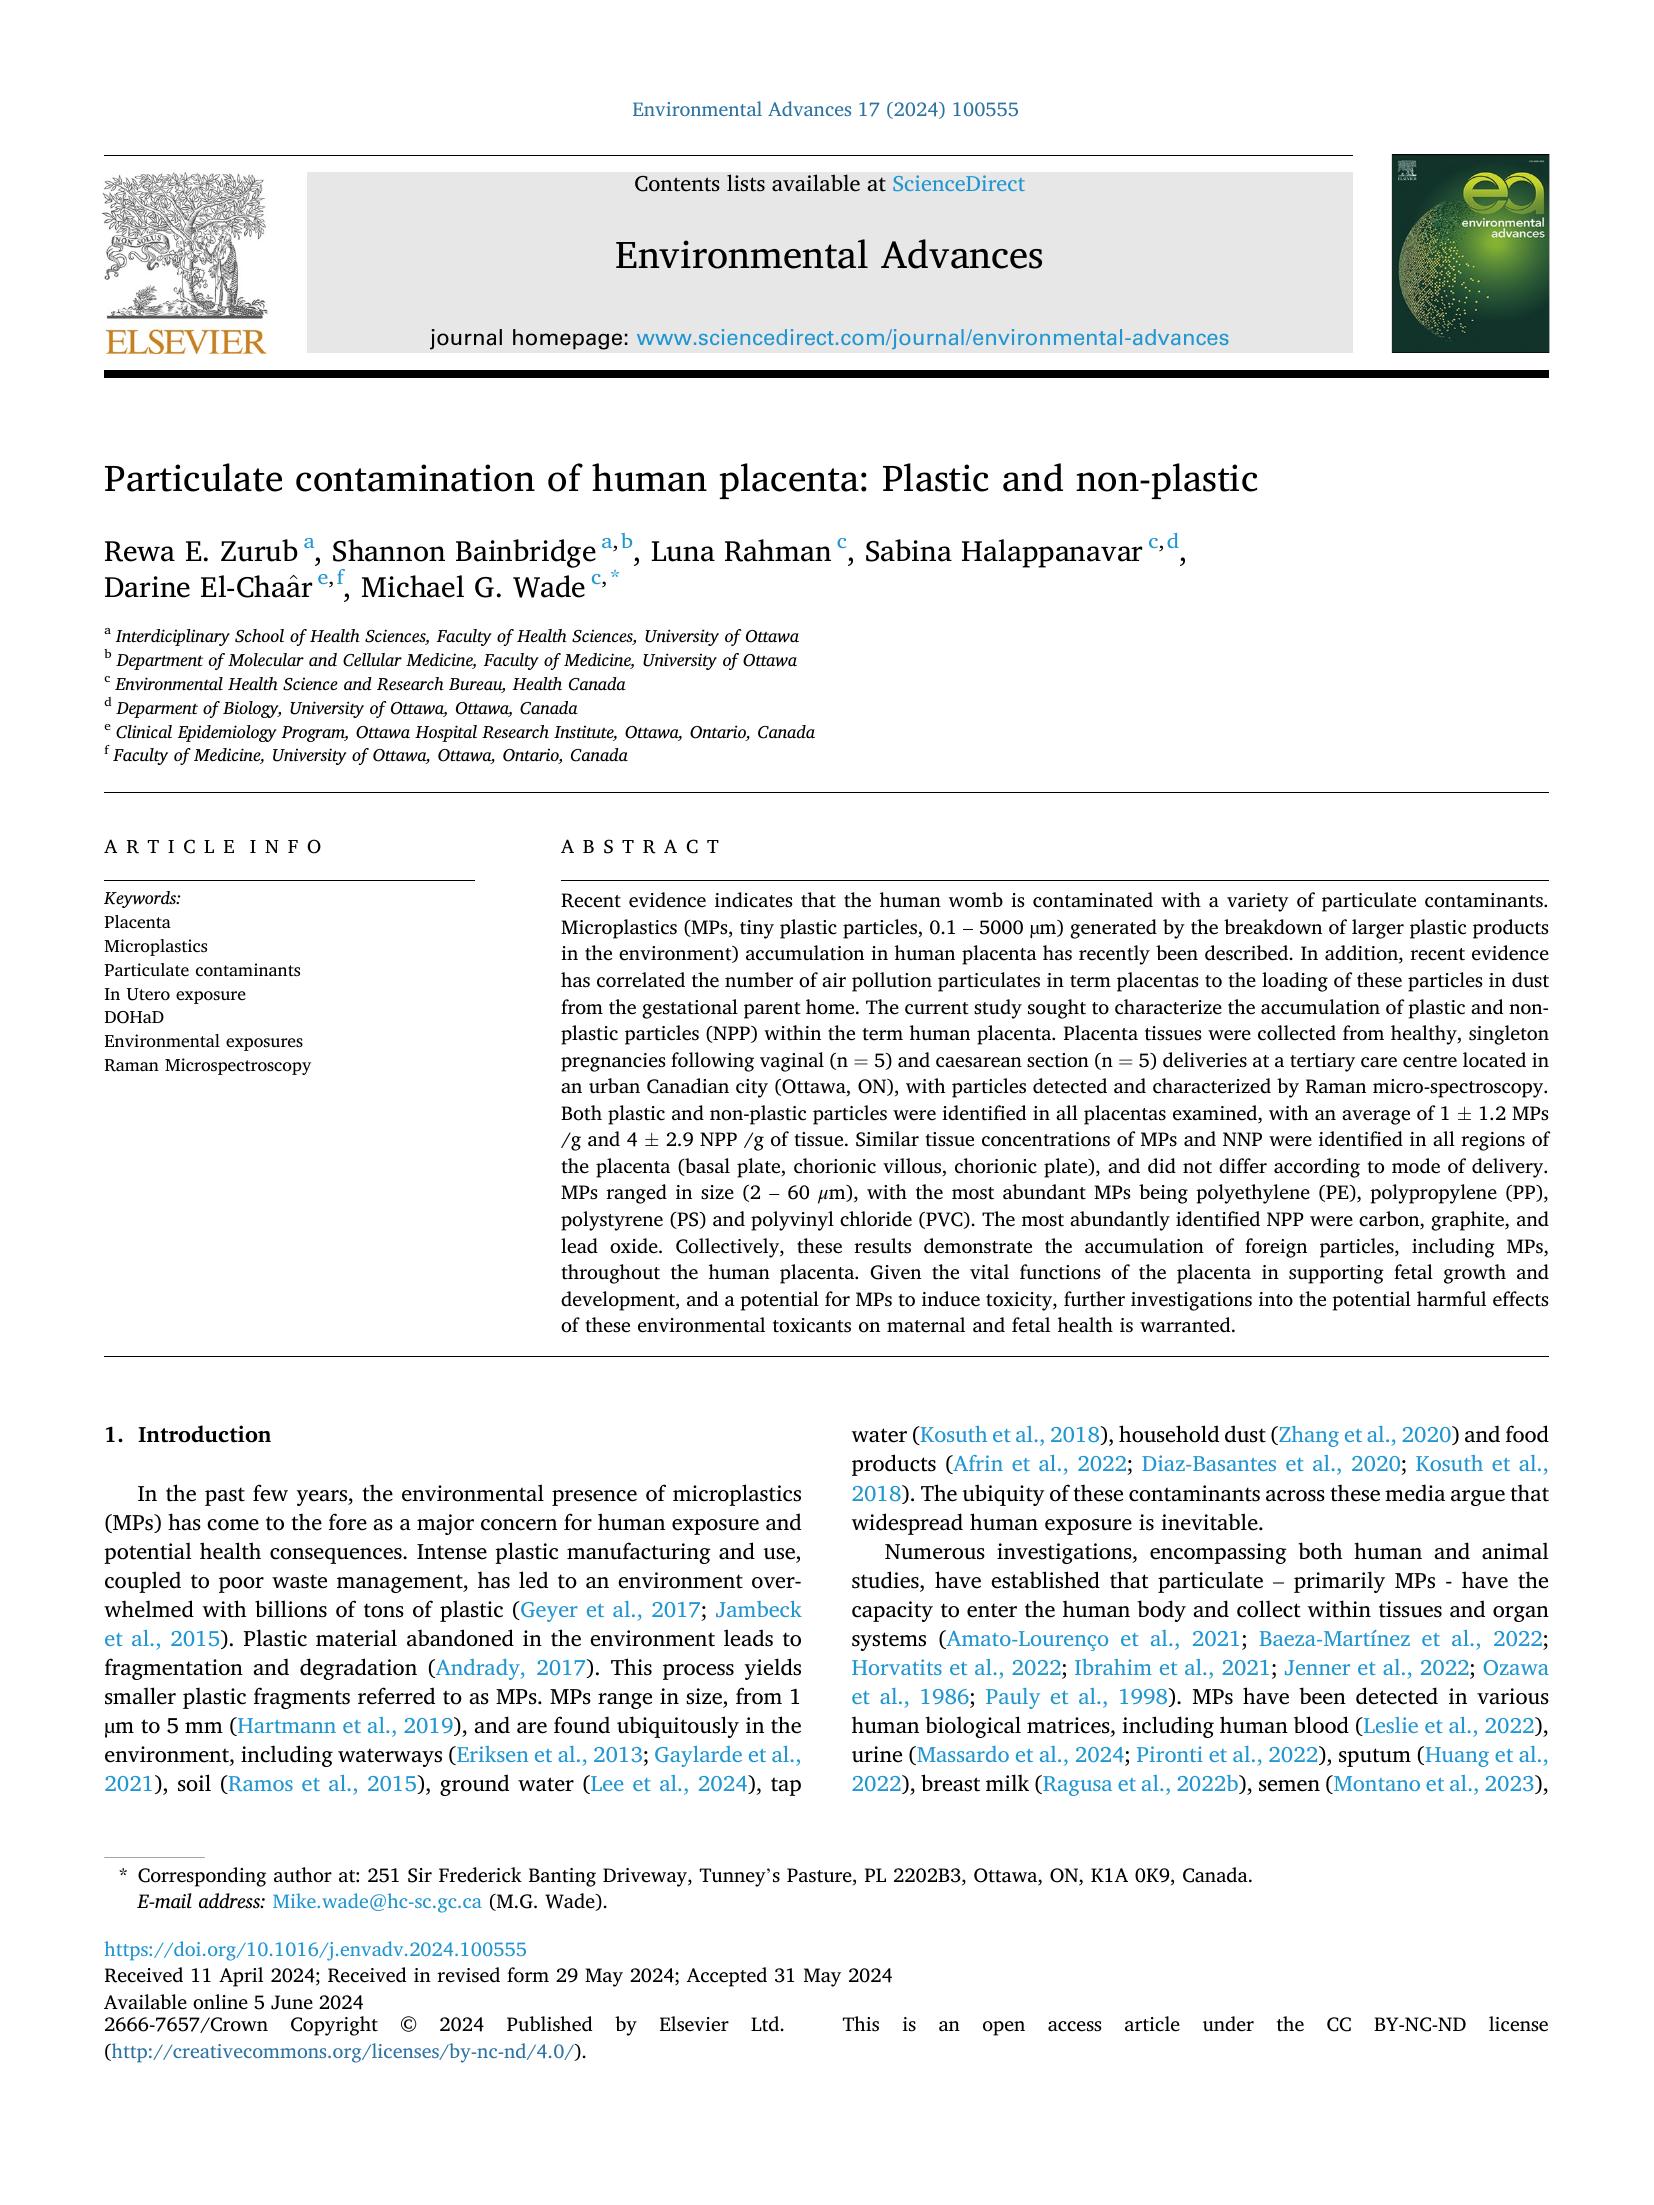 Environmental Advances 17 (2024) 100555
Contents lists available at ScienceDirect
Environmental Advances
journal homepage: www.sciencedirect.com/journal/environmental-advances
NON SOLUS
ELSEVIER
ELSEVIER
ea
environmental
advances
Particulate contamination of human placenta: Plastic and non-plastic
Rewa E. Zurub a, Shannon Bainbridge a,b, Luna Rahman c, Sabina Halappanavar c,d,
Darine El-Chaâr e,f, Michael G. Wade c,*
a Interdiciplinary School of Health Sciences, Faculty of Health Sciences, University of Ottawa
b Department of Molecular and Cellular Medicine, Faculty of Medicine, University of Ottawa
c Environmental Health Science and Research Bureau, Health Canada
d Deparment of Biology, University of Ottawa, Ottawa, Canada
e Clinical Epidemiology Program, Ottawa Hospital Research Institute, Ottawa, Ontario, Canada
f Faculty of Medicine, University of Ottawa, Ottawa, Ontario, Canada
ARTICLE INFO
Keywords:
Placenta
Microplastics
Particulate contaminants
In Utero exposure
DOHaD
Environmental exposures
Raman Microspectroscopy
ABSTRACT
Recent evidence indicates that the human womb is contaminated with a variety of particulate contaminants.
Microplastics (MPs, tiny plastic particles, 0.1 – 5000 µm) generated by the breakdown of larger plastic products
in the environment) accumulation in human placenta has recently been described. In addition, recent evidence
has correlated the number of air pollution particulates in term placentas to the loading of these particles in dust
from the gestational parent home. The current study sought to characterize the accumulation of plastic and non-
plastic particles (NPP) within the term human placenta. Placenta tissues were collected from healthy, singleton
pregnancies following vaginal (n = 5) and caesarean section (n = 5) deliveries at a tertiary care centre located in
an urban Canadian city (Ottawa, ON), with particles detected and characterized by Raman micro-spectroscopy.
Both plastic and non-plastic particles were identified in all placentas examined, with an average of 1 ± 1.2 MPs
/g and 4 ± 2.9 NPP /g of tissue. Similar tissue concentrations of MPs and NNP were identified in all regions of
the placenta (basal plate, chorionic villous, chorionic plate), and did not differ according to mode of delivery.
MPs ranged in size (2 – 60 µm), with the most abundant MPs being polyethylene (PE), polypropylene (PP),
polystyrene (PS) and polyvinyl chloride (PVC). The most abundantly identified NPP were carbon, graphite, and
lead oxide. Collectively, these results demonstrate the accumulation of foreign particles, including MPs,
throughout the human placenta. Given the vital functions of the placenta in supporting fetal growth and
development, and a potential for MPs to induce toxicity, further investigations into the potential harmful effects
of these environmental toxicants on maternal and fetal health is warranted.
1. Introduction
In the past few years, the environmental presence of microplastics
(MPs) has come to the fore as a major concern for human exposure and
potential health consequences. Intense plastic manufacturing and use,
coupled to poor waste management, has led to an environment over-
whelmed with billions of tons of plastic (Geyer et al., 2017; Jambeck
et al., 2015). Plastic material abandoned in the environment leads to
fragmentation and degradation (Andrady, 2017). This process yields
smaller plastic fragments referred to as MPs. MPs range in size, from 1
µm to 5 mm (Hartmann et al., 2019), and are found ubiquitously in the
environment, including waterways (Eriksen et al., 2013; Gaylarde et al.,
2021), soil (Ramos et al., 2015), ground water (Lee et al., 2024), tap
water (Kosuth et al., 2018), household dust (Zhang et al., 2020) and food
products (Afrin et al., 2022; Diaz-Basantes et al., 2020; Kosuth et al.,
2018). The ubiquity of these contaminants across these media argue that
widespread human exposure is inevitable.
Numerous investigations, encompassing both human and animal
studies, have established that particulate – primarily MPs - have the
capacity to enter the human body and collect within tissues and organ
systems (Amato-Lourenço et al., 2021; Baeza-Martínez et al., 2022;
Horvatits et al., 2022; Ibrahim et al., 2021; Jenner et al., 2022; Ozawa
et al., 1986; Pauly et al., 1998). MPs have been detected in various
human biological matrices, including human blood (Leslie et al., 2022),
urine (Massardo et al., 2024; Pironti et al., 2022), sputum (Huang et al.,
2022), breast milk (Ragusa et al., 2022b), semen (Montano et al., 2023),
* Corresponding author at: 251 Sir Frederick Banting Driveway, Tunney's Pasture, PL 2202B3, Ottawa, ON, K1A 0K9, Canada.
E-mail address: Mike.wade@hc-sc.gc.ca (M.G. Wade).
https://doi.org/10.1016/j.envadv.2024.100555
Received 11 April 2024; Received in revised form 29 May 2024; Accepted 31 May 2024
Available online 5 June 2024
2666-7657/Crown Copyright © 2024 Published by Elsevier Ltd. This is an open access article under the CC BY-NC-ND license
(http://creativecommons.org/licenses/by-nc-nd/4.0/).